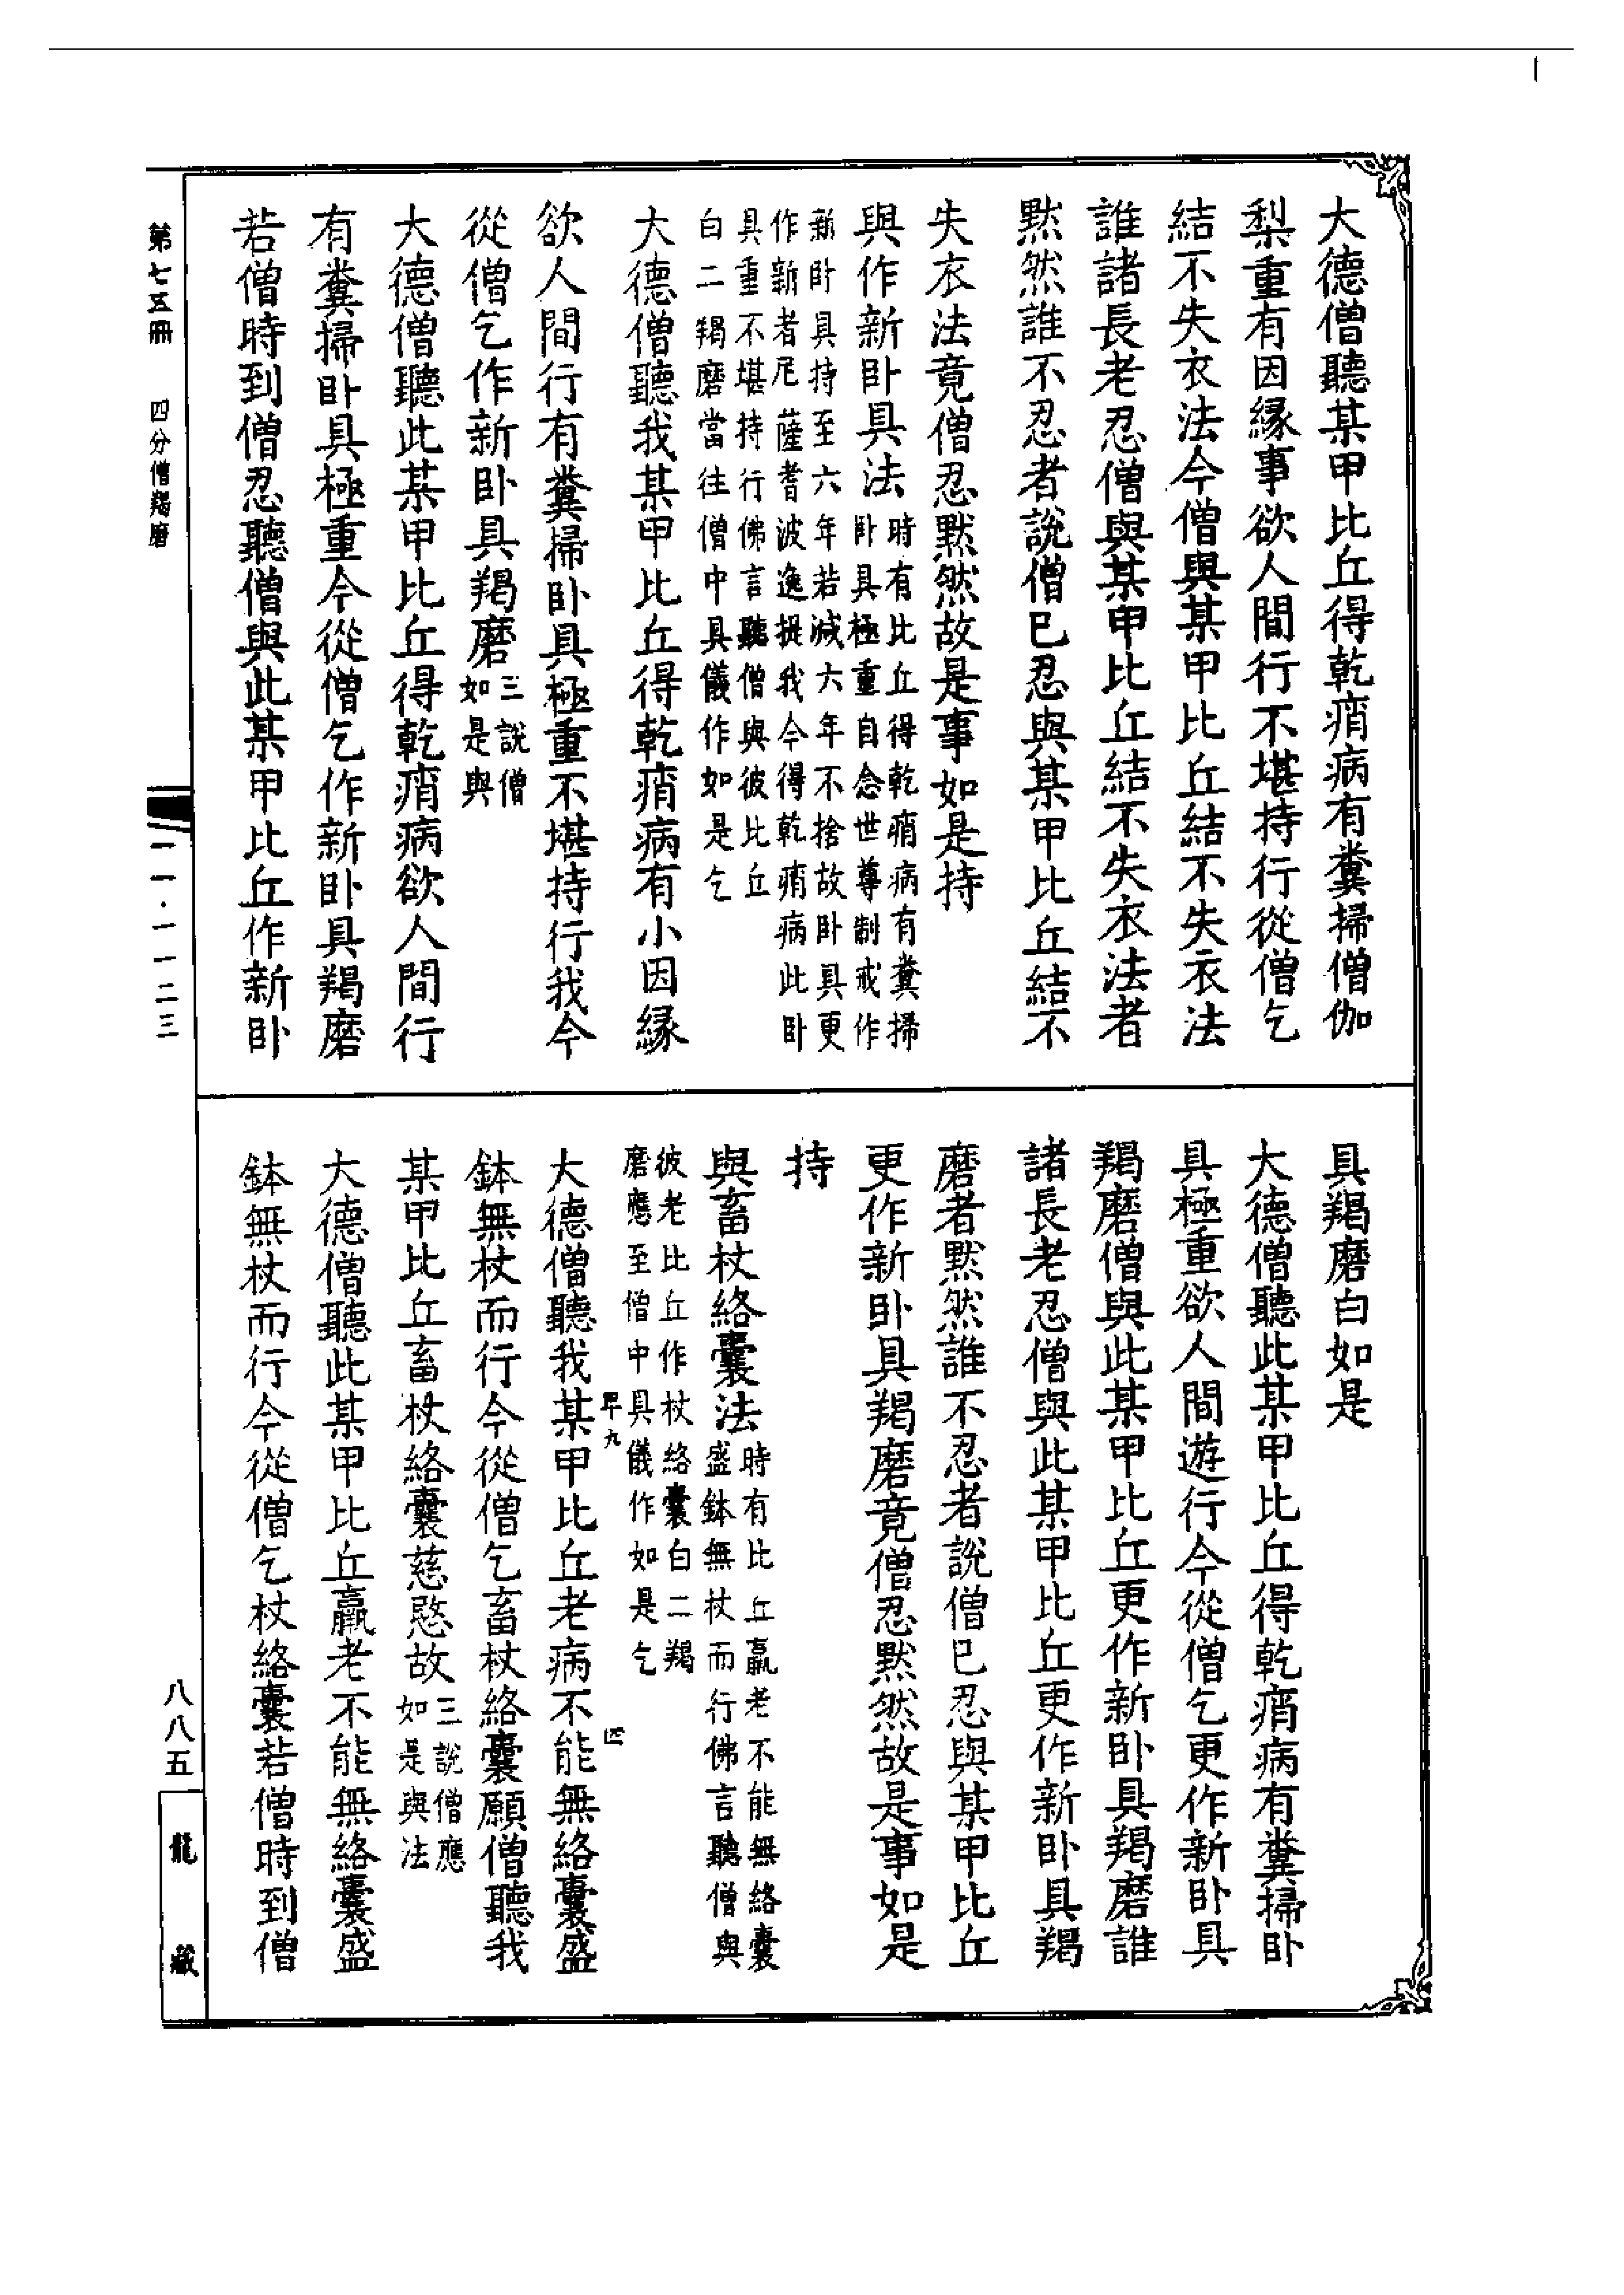 大德僧聽某甲比丘得乾痟病有糞掃僧伽
梨重有因緣事欲人間行不堪持行從僧乞
結不失衣法今僧與某甲比丘結不失衣法
誰諸長老忍僧與某甲比丘結不失衣法者
默然誰不忍者說僧已忍與某甲比丘結不
失衣法竟僧忍默然故是事如是持
與作新臥具法
時有比丘得乾痟病有糞掃
臥具極重自念世尊制戒作
新臥具持至六年若減六年不捨故臥具更
作新者尼薩耆波逸提我今得乾痟病此臥
具重不堪持行佛言聽僧與彼比丘
白二羯磨當往僧中具儀作如是乞
大德僧聽我某甲比丘得乾痟病有小因緣
欲人間行有糞掃臥具極重不堪持行我今
從僧乞作新臥具羯磨
三說僧
如是與
大德僧聽此某甲比丘得乾痟病欲人間行
有糞掃臥具極重今從僧乞作新臥具羯磨
若僧時到僧忍聽僧與此某甲比丘作新臥
具羯磨白如是
大德僧聽此某甲比丘得乾痟病有糞掃臥
具極重欲人間遊行今從僧乞更作新臥具
羯磨僧與此某甲比丘更作新臥具羯磨誰
諸長老忍僧與此某甲比丘更作新臥具羯
磨者默然誰不忍者說僧已忍與某甲比丘
更作新臥具羯磨竟僧忍默然故是事如是
持
與畜杖絡囊法
時有比丘羸老不能無絡囊
盛鉢無杖而行佛言聽僧與
彼老比丘作杖絡囊白二羯
磨應至僧中具儀作如是乞
大德僧聽我某甲比丘老病不能無絡囊盛
鉢無杖而行今從僧乞畜杖絡囊願僧聽我
某甲比丘畜杖絡囊慈愍故
三說僧應
如是與法
大德僧聽此某甲比丘羸老不能無絡囊盛
鉢無杖而行今從僧乞杖絡囊若僧時到僧
第七五冊
四分僧羯磨
八八五
龍藏